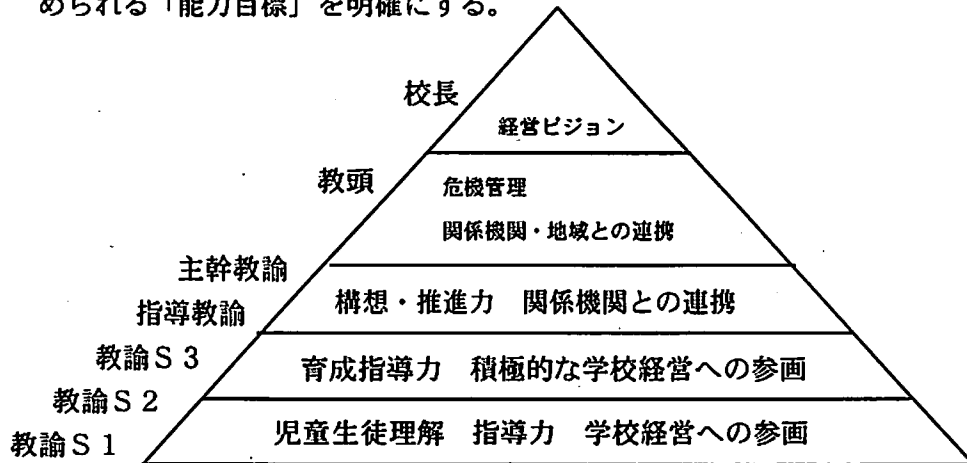 められる「能力目標」を明確にする。
校長
経営ビジョン
教頭
危機管理
関係機関・地域との連携
主幹教諭
構想・推進力 関係機関との連携
指導教諭
教諭S3
育成指導力 積極的な学校経営への参画
教諭S2
児童生徒理解 指導力 学校経営への参画
教諭S1